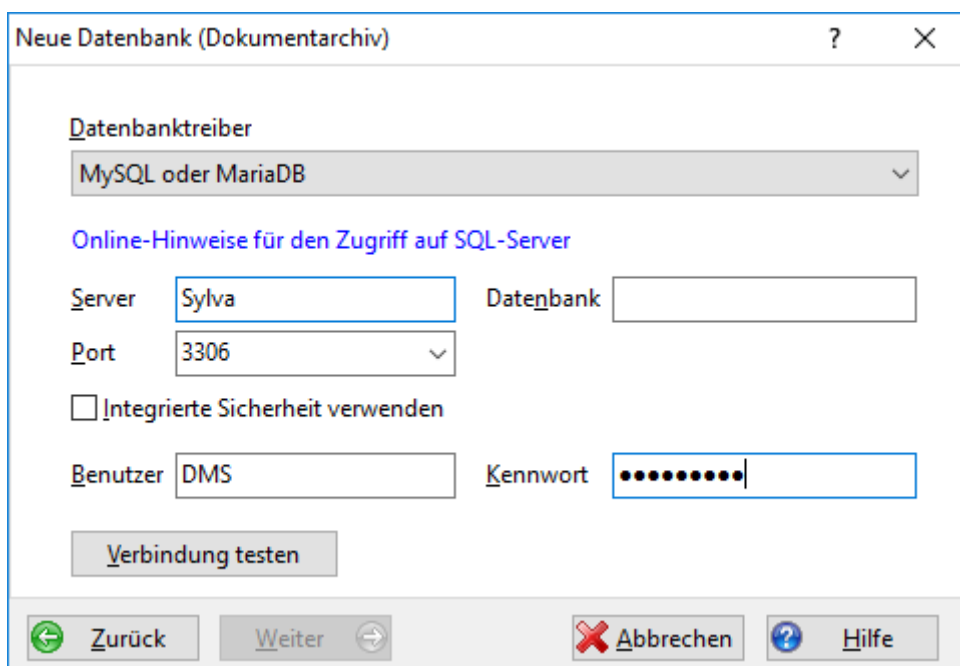 Neue Datenbank (Dokumentarchiv) ?
Datenbanktreiber
MySQL oder MariaDB
Online-Hinweise für den Zugriff auf SQL-Server
Server Sylva Datenbank
Port 3306
Integrierte Sicherheit verwenden
Benutzer DMS Kennwort ●●●●●●●●●
Verbindung testen
Zurück Weiter Abbrechen Hilfe